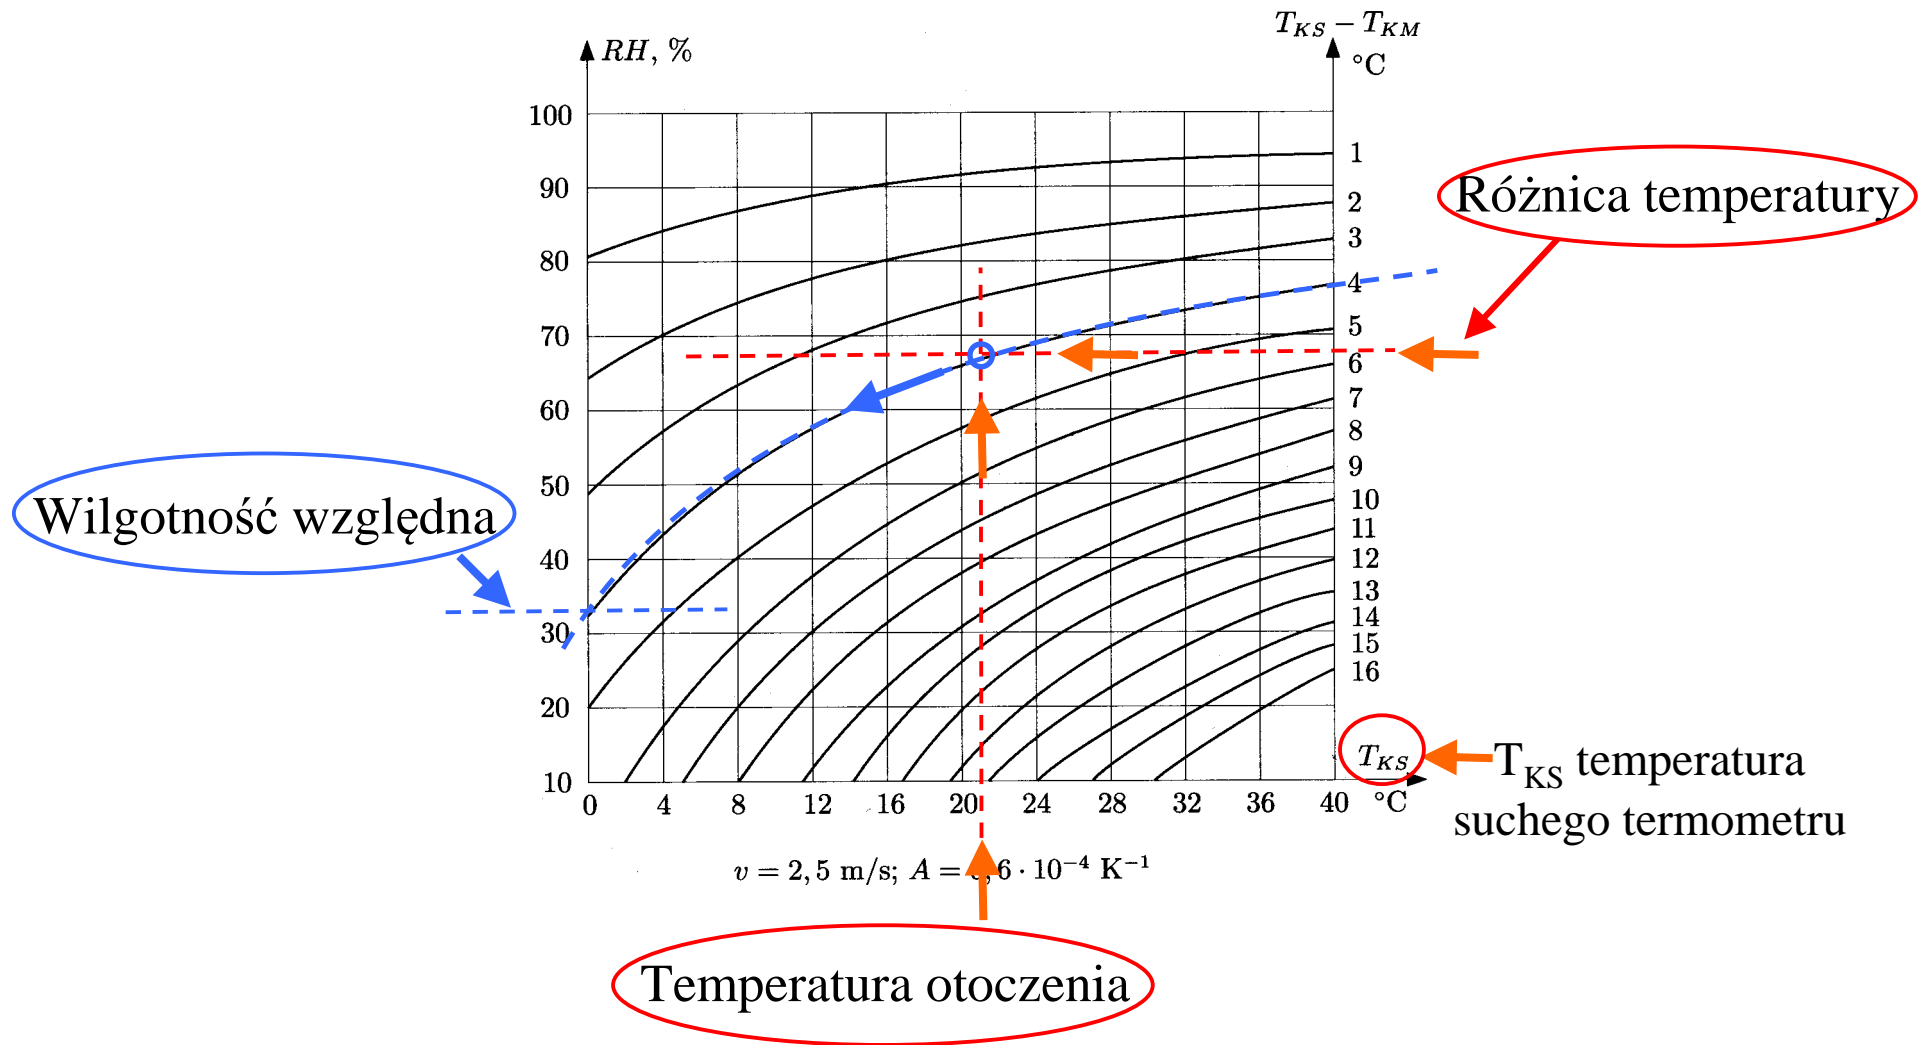 T_KS − T_KM
°C
RH, %
100
90
80
70
60
50
40
30
20
10
1
2
3
4
5
6
7
8
9
10
11
12
13
14
15
16
Różnica temperatury
Wilgotność względna
T_KS
°C
0 4 8 12 16 20 24 28 32 36 40
T_KS temperatura
suchego termometru
v = 2,5 m/s; A = 6,6 · 10⁻⁴ K⁻¹
Temperatura otoczenia